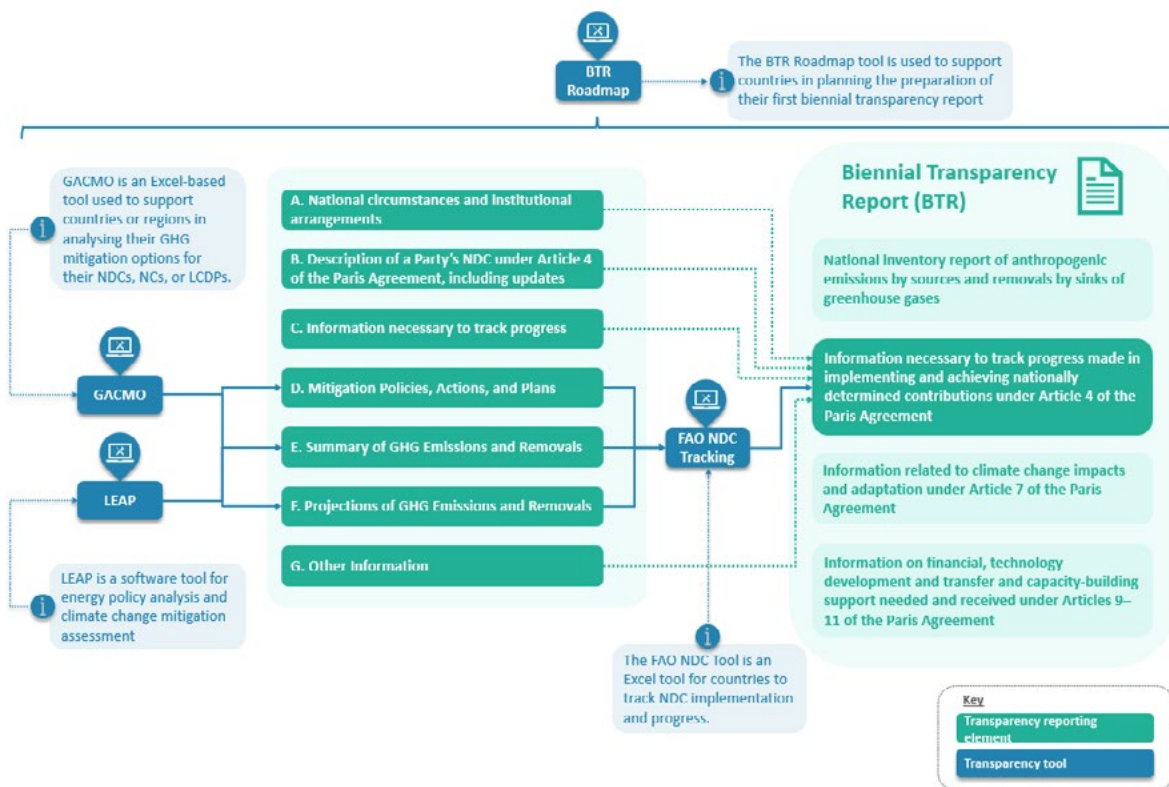 BTR
Roadmap
The BTR Roadmap tool is used to support
countries in planning the preparation of
their first biennial transparency report
GACMO is an Excel-based
tool used to support
countries or regions in
analysing their GHG
mitigation options for
their NDCs, NCs, or LCDPs.
GACMO
LEAP
LEAP is a software tool for
energy policy analysis and
climate change mitigation
assessment
A. National circumstances and institutional
arrangements
B. Description of a Party's NDC under Article 4
of the Paris Agreement, including updates
C. Information necessary to track progress
D. Mitigation Policies, Actions, and Plans
E. Summary of GHG Emissions and Removals
F. Projections of GHG Emissions and Removals
G. Other Information
FAO NDC
Tracking
The FAO NDC Tool is an
Excel tool for countries to
track NDC implementation
and progress.
Biennial Transparency
Report (BTR)
National inventory report of anthropogenic
emissions by sources and removals by sinks of
greenhouse gases
Information necessary to track progress made in
implementing and achieving nationally
determined contributions under Article 4 of the
Paris Agreement
Information related to climate change impacts
and adaptation under Article 7 of the Paris
Agreement
Information on financial, technology
development and transfer and capacity-building
support needed and received under Articles 9–
11 of the Paris Agreement
Key
Transparency reporting
element
Transparency tool